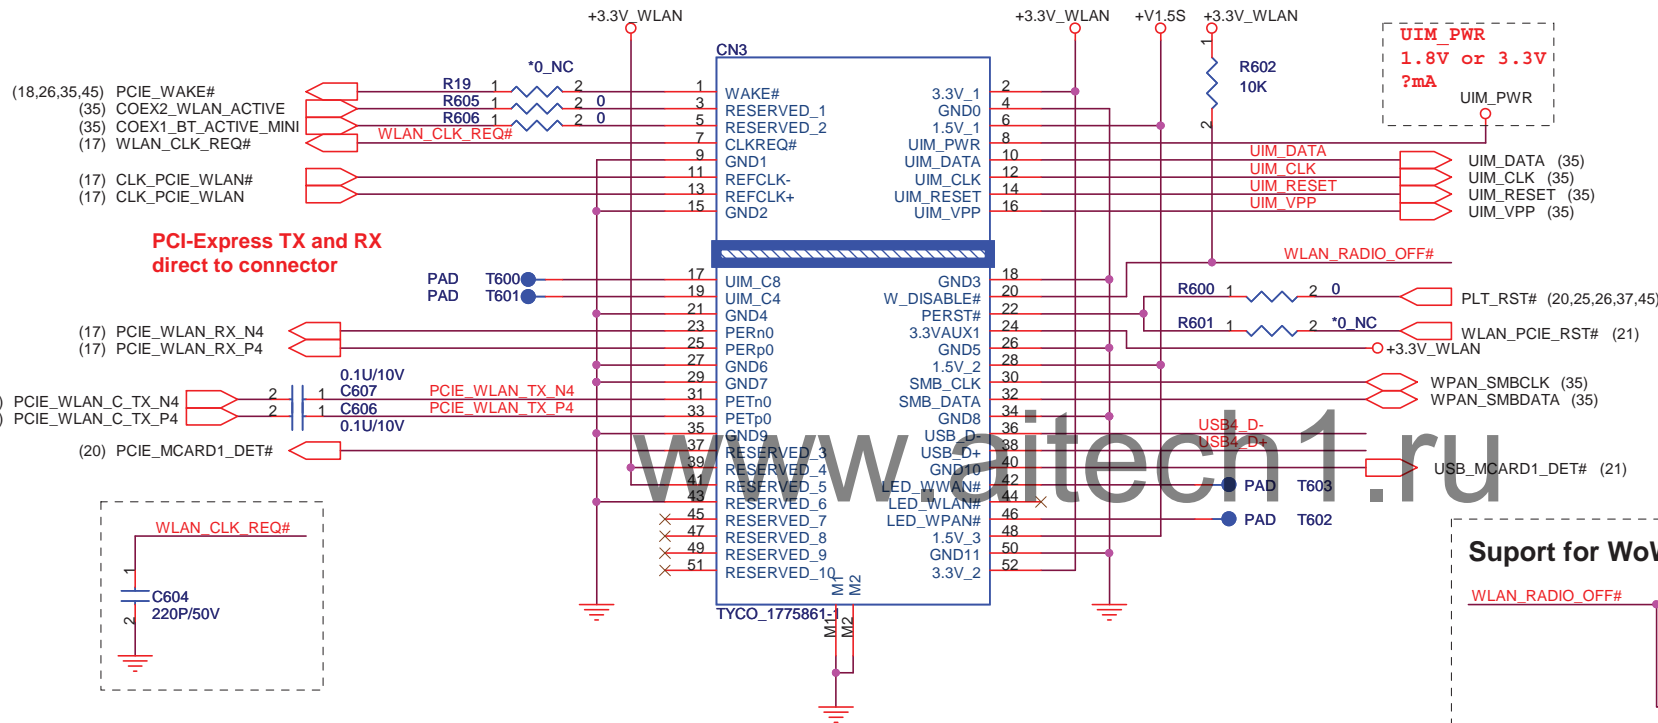 +3.3V_WLAN
+3.3V_WLAN
+V1.5S
+3.3V_WLAN
UIM_PWR
1.8V or 3.3V
?mA
UIM_PWR
CN3
*0_NC
R602
10K
1
2
(18,26,35,45) PCIE_WAKE#
R19 1 2
(35) COEX2_WLAN_ACTIVE
R605 1 2 0
(35) COEX1_BT_ACTIVE_MINI
R606 1 2 0
(17) WLAN_CLK_REQ#
WLAN_CLK_REQ#
(17) CLK_PCIE_WLAN#
(17) CLK_PCIE_WLAN
1 WAKE#
3 RESERVED_1
5 RESERVED_2
7 CLKREQ#
9 GND1
11 REFCLK-
13 REFCLK+
15 GND2
3.3V_1 2
GND0 4
1.5V_1 6
UIM_PWR 8
UIM_DATA 10
UIM_CLK 12
UIM_RESET 14
UIM_VPP 16
UIM_DATA
UIM_CLK
UIM_RESET
UIM_VPP
UIM_DATA (35)
UIM_CLK (35)
UIM_RESET (35)
UIM_VPP (35)
PCI-Express TX and RX
direct to connector
WLAN_RADIO_OFF#
PAD T600
PAD T601
17 UIM_C8
19 UIM_C4
21 GND4
23 PERn0
25 PERp0
27 GND6
29 GND7
31 PETn0
33 PETp0
35 GND9
37 RESERVED_3
39 RESERVED_4
41 RESERVED_5
43 RESERVED_6
45 RESERVED_7
47 RESERVED_8
49 RESERVED_9
51 RESERVED_10
GND3 18
W_DISABLE# 20
PERST# 22
3.3VAUX1 24
GND5 26
1.5V_2 28
SMB_CLK 30
SMB_DATA 32
GND8 34
USB_D- 36
USB_D+ 38
GND10 40
LED_WWAN# 42
LED_WLAN# 44
LED_WPAN# 46
1.5V_3 48
GND11 50
3.3V_2 52
R600 1 2 0
PLT_RST# (20,25,26,37,45)
R601 1 2 *0_NC
WLAN_PCIE_RST# (21)
+3.3V_WLAN
(17) PCIE_WLAN_RX_N4
(17) PCIE_WLAN_RX_P4
WPAN_SMBCLK (35)
WPAN_SMBDATA (35)
0.1U/10V
C607
) PCIE_WLAN_C_TX_N4 2 1
PCIE_WLAN_TX_N4
C606
) PCIE_WLAN_C_TX_P4 2 1
PCIE_WLAN_TX_P4
0.1U/10V
(20) PCIE_MCARD1_DET#
USB4_D-
USB4_D+
USB_MCARD1_DET# (21)
PAD T603
PAD T602
www.aitech1.ru
WLAN_CLK_REQ#
1
C604
220P/50V
2
TYCO_1775861-1
M1
M2
M1
M2
Suport for WoW
WLAN_RADIO_OFF#